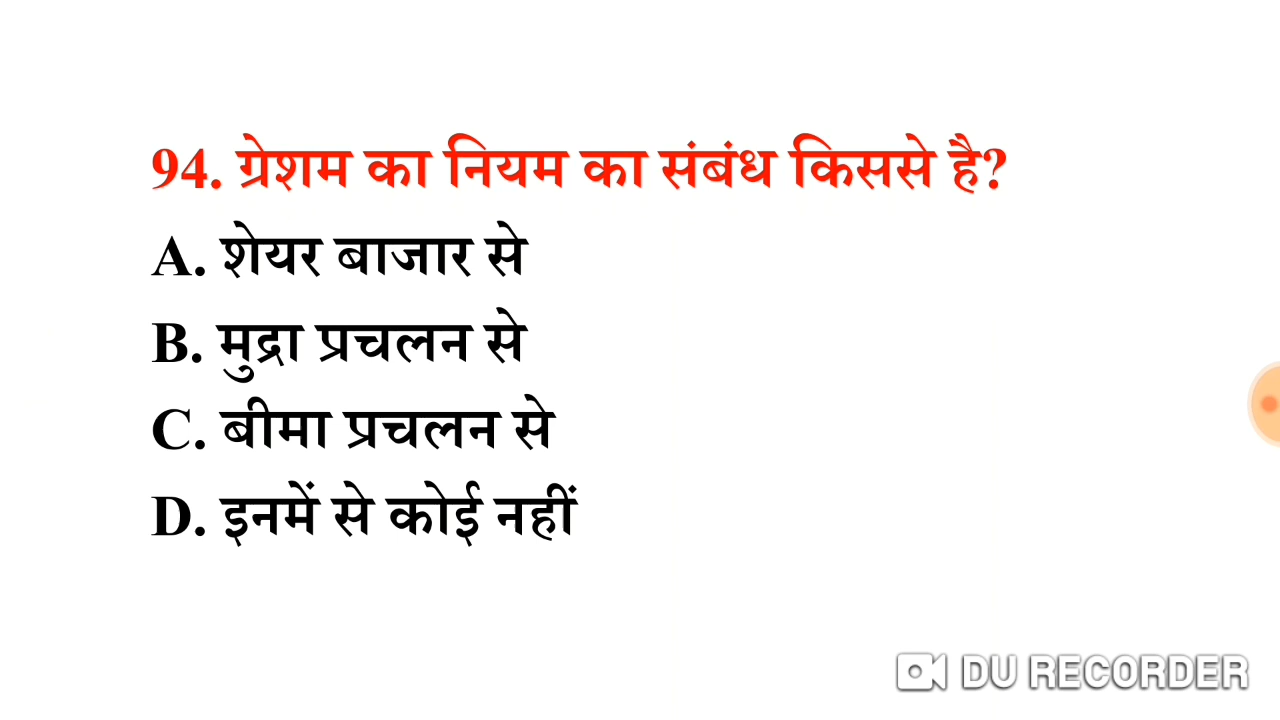 94. ग्रेशम का नियम का संबंध किससे है?
A. शेयर बाजार से
B. मुद्रा प्रचलन से
C. बीमा प्रचलन से
D. इनमें से कोई नहीं
DU RECORDER